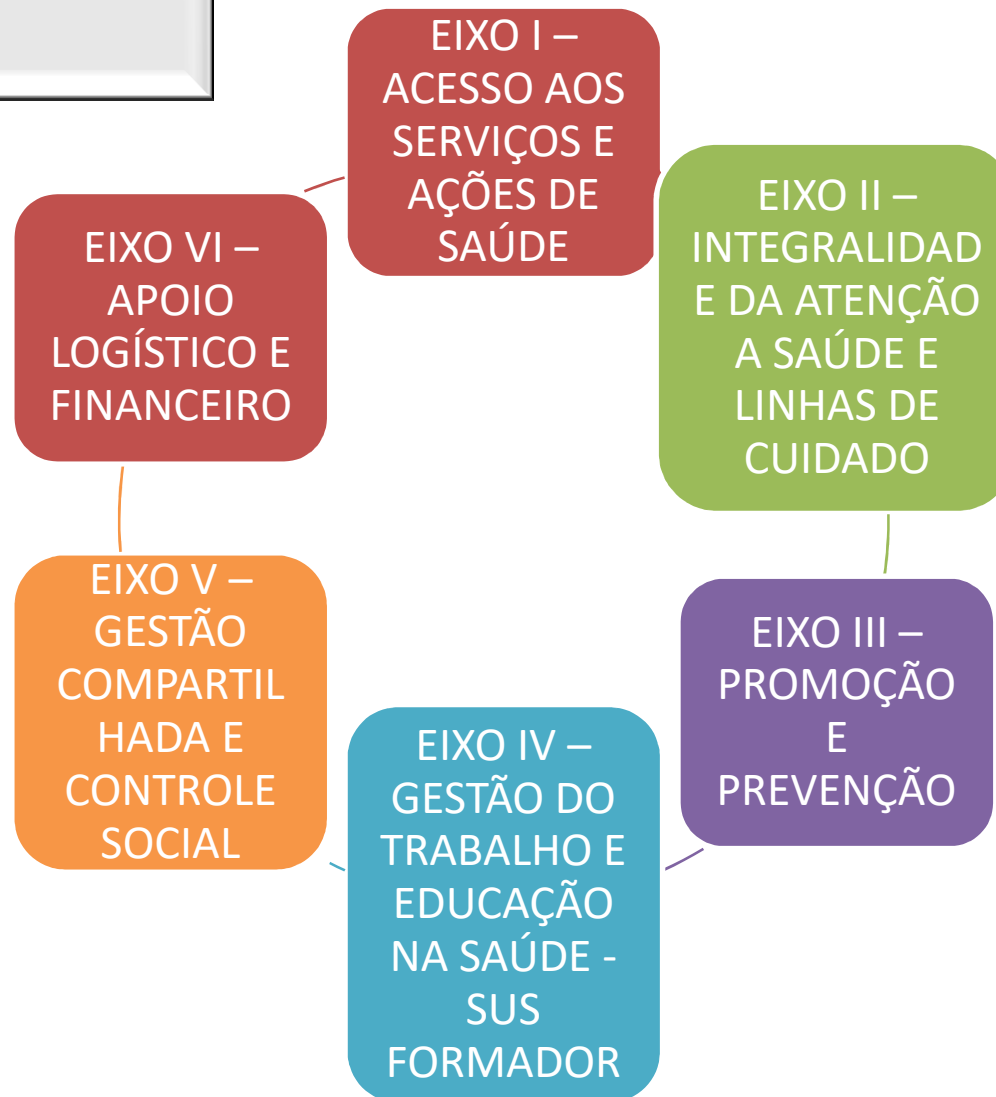 EIXO I –
ACESSO AOS
SERVIÇOS E
AÇÕES DE
SAÚDE
EIXO II –
INTEGRALIDAD
E DA ATENÇÃO
A SAÚDE E
LINHAS DE
CUIDADO
EIXO III –
PROMOÇÃO
E
PREVENÇÃO
EIXO IV –
GESTÃO DO
TRABALHO E
EDUCAÇÃO
NA SAÚDE -
SUS
FORMADOR
EIXO V –
GESTÃO
COMPARTIL
HADA E
CONTROLE
SOCIAL
EIXO VI –
APOIO
LOGÍSTICO E
FINANCEIRO